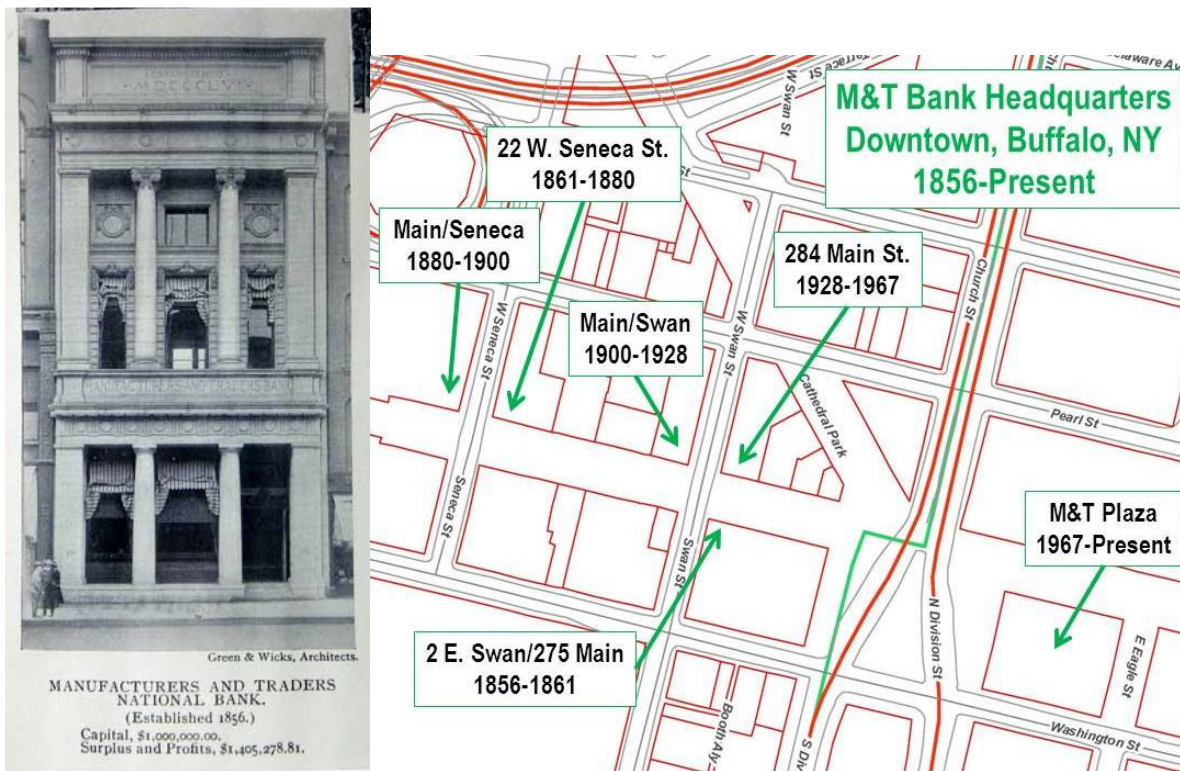 MDCCCLVI
MANUFACTURERS AND TRADERS BANK
Green & Wicks, Architects.
MANUFACTURERS AND TRADERS
NATIONAL BANK.
(Established 1856.)
Capital, $1,000,000.00.
Surplus and Profits, $1,405,278.81.
M&T Bank Headquarters
Downtown, Buffalo, NY
1856-Present
22 W. Seneca St.
1861-1880
Main/Seneca
1880-1900
284 Main St.
1928-1967
Main/Swan
1900-1928
M&T Plaza
1967-Present
2 E. Swan/275 Main
1856-1861
W Swan St
St
Church St
W Seneca St
W Swan St
Cathedral Park
Pearl St
Seneca St
Swan St
N Division St
E Eagle St
Booth Aly
S Div
Washington St